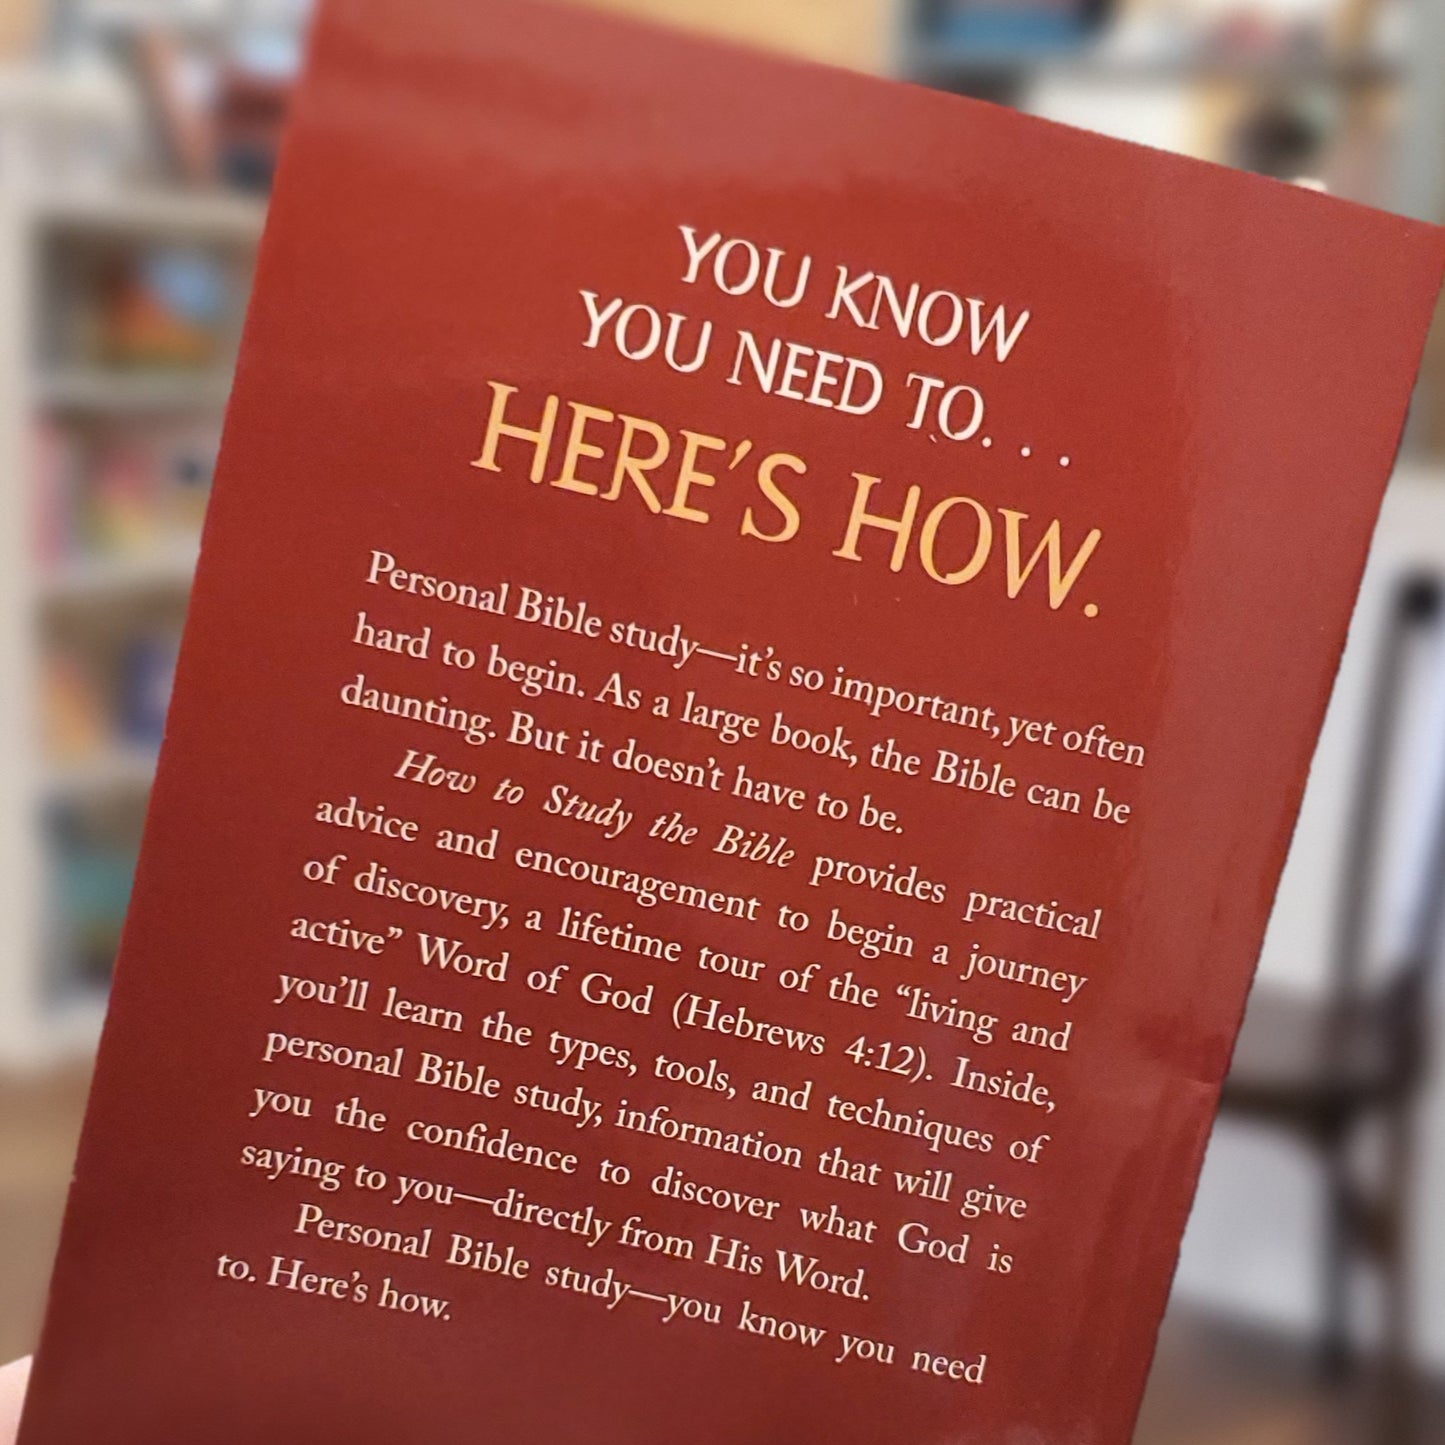 YOU KNOW
YOU NEED TO. . .
HERE'S HOW.
Personal Bible study—it's so important, yet often
hard to begin. As a large book, the Bible can be
daunting. But it doesn't have to be.
How to Study the Bible provides practical
advice and encouragement to begin a journey
of discovery, a lifetime tour of the “living and
active” Word of God (Hebrews 4:12). Inside,
you'll learn the types, tools, and techniques of
personal Bible study, information that will give
you the confidence to discover what God is
saying to you—directly from His Word.
Personal Bible study—you know you need
to. Here's how.